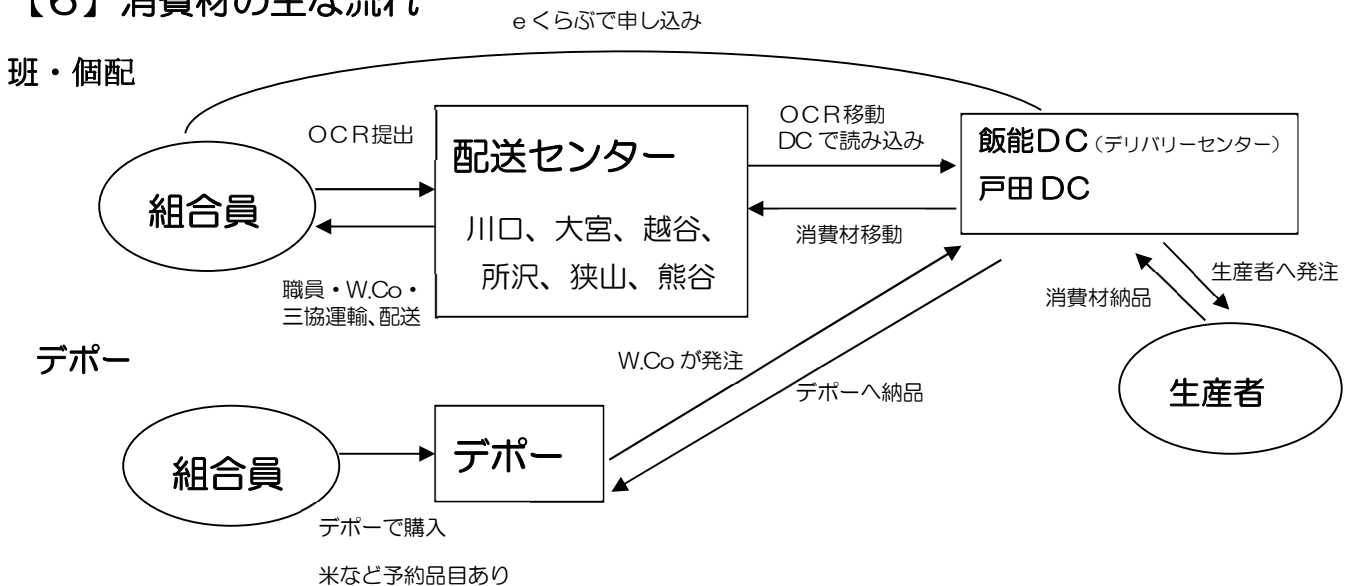 【6】消費材の主な流れ
eくらぶで申し込み
班・個配
OCR提出
組合員
職員・W.Co・
三協運輸、配送
配送センター
川口、大宮、越谷、
所沢、狭山、熊谷
OCR移動
DCで読み込み
消費材移動
飯能DC（デリバリーセンター）
戸田DC
生産者へ発注
消費材納品
生産者
W.Coが発注
デポーへ納品
デポー
組合員
デポー
デポーで購入
米など予約品目あり